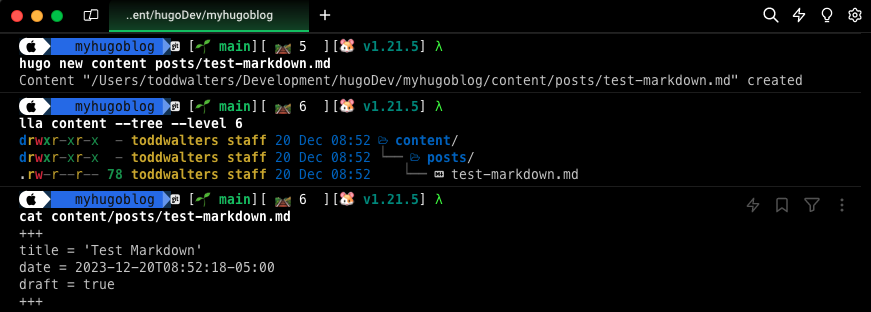 ..ent/hugoDev/myhugoblog
myhugoblog git [ main][ 5 ][ v1.21.5] λ
hugo new content posts/test-markdown.md
Content "/Users/toddwalters/Development/hugoDev/myhugoblog/content/posts/test-markdown.md" created
myhugoblog git [ main][ 6 ][ v1.21.5] λ
lla content --tree --level 6
drwxr-xr-x - toddwalters staff 20 Dec 08:52 content/
drwxr-xr-x - toddwalters staff 20 Dec 08:52 └── posts/
.rw-r--r-- 78 toddwalters staff 20 Dec 08:52 └── test-markdown.md
myhugoblog git [ main][ 6 ][ v1.21.5] λ
cat content/posts/test-markdown.md
+++
title = 'Test Markdown'
date = 2023-12-20T08:52:18-05:00
draft = true
+++